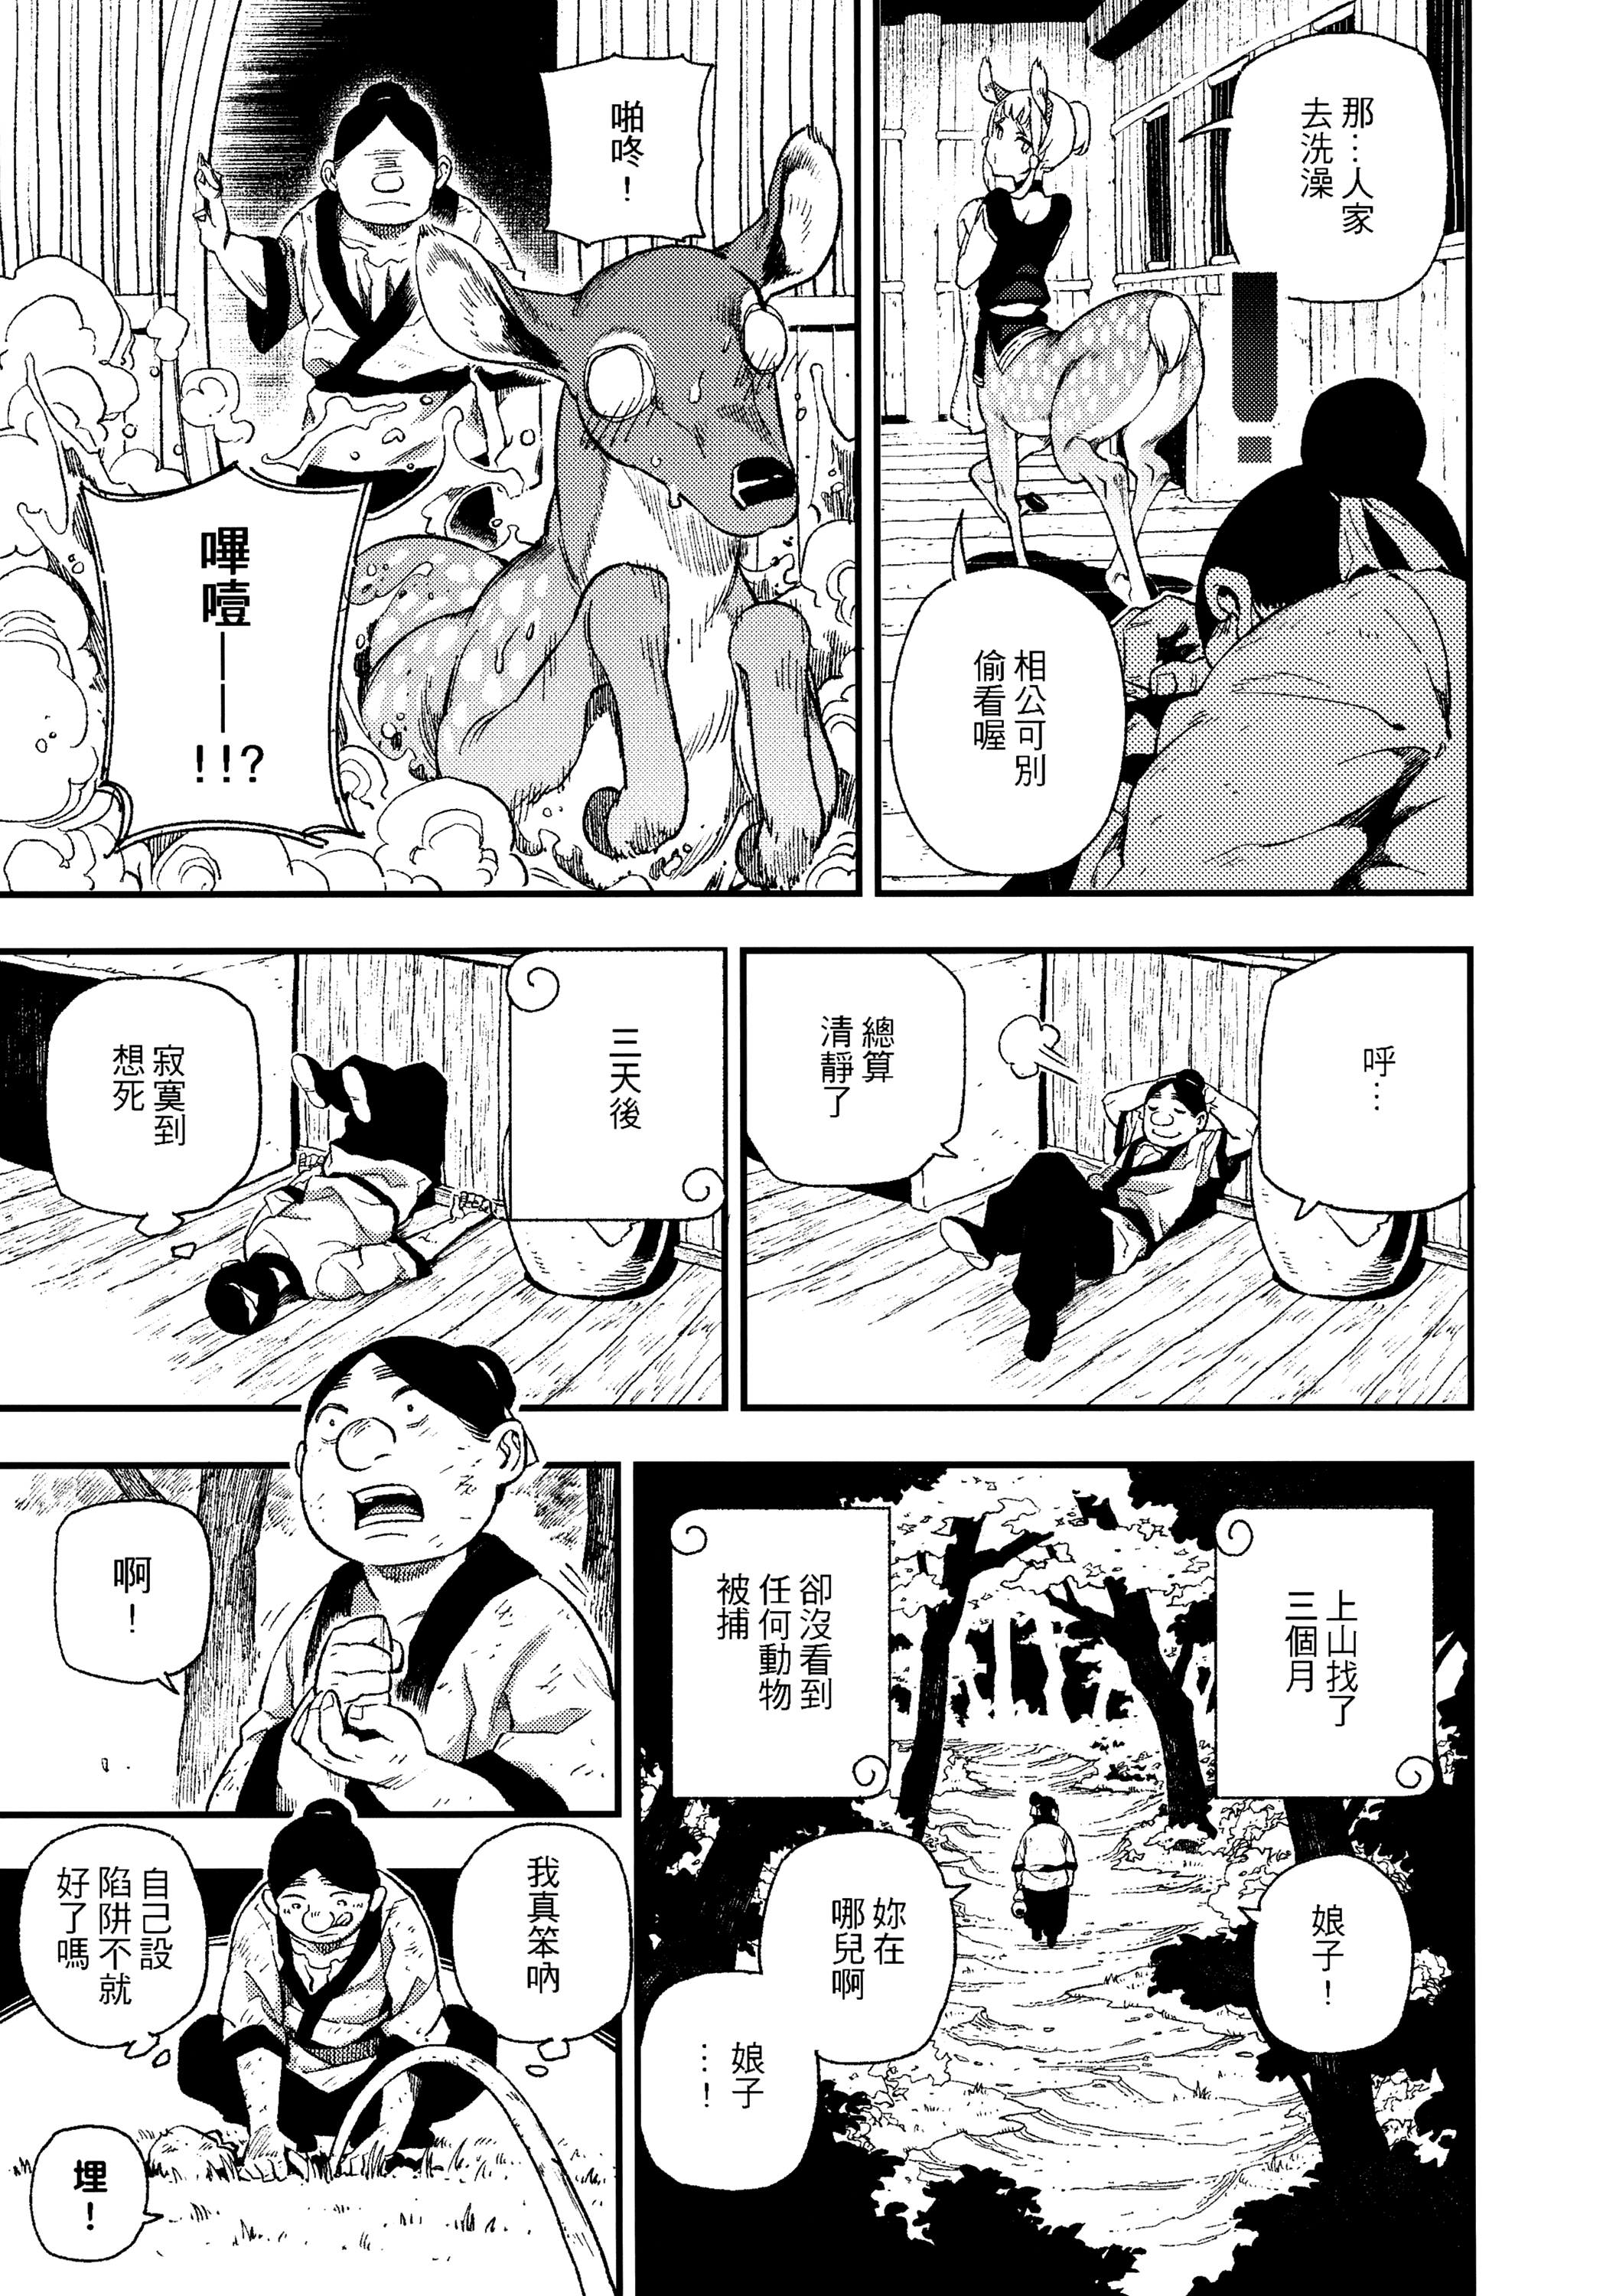 那…人家
去洗澡
相公可別
偷看喔
啪咚！
嗶噎——
!!?
呼…
總算
清靜了
三天後
寂寞到
想死
上山找了
三個月
卻沒看到
任何動物
被捕
娘子！
妳在
哪兒啊
娘子
…！
啊！
我真笨吶
自己設
陷阱不就
好了嗎
埋！